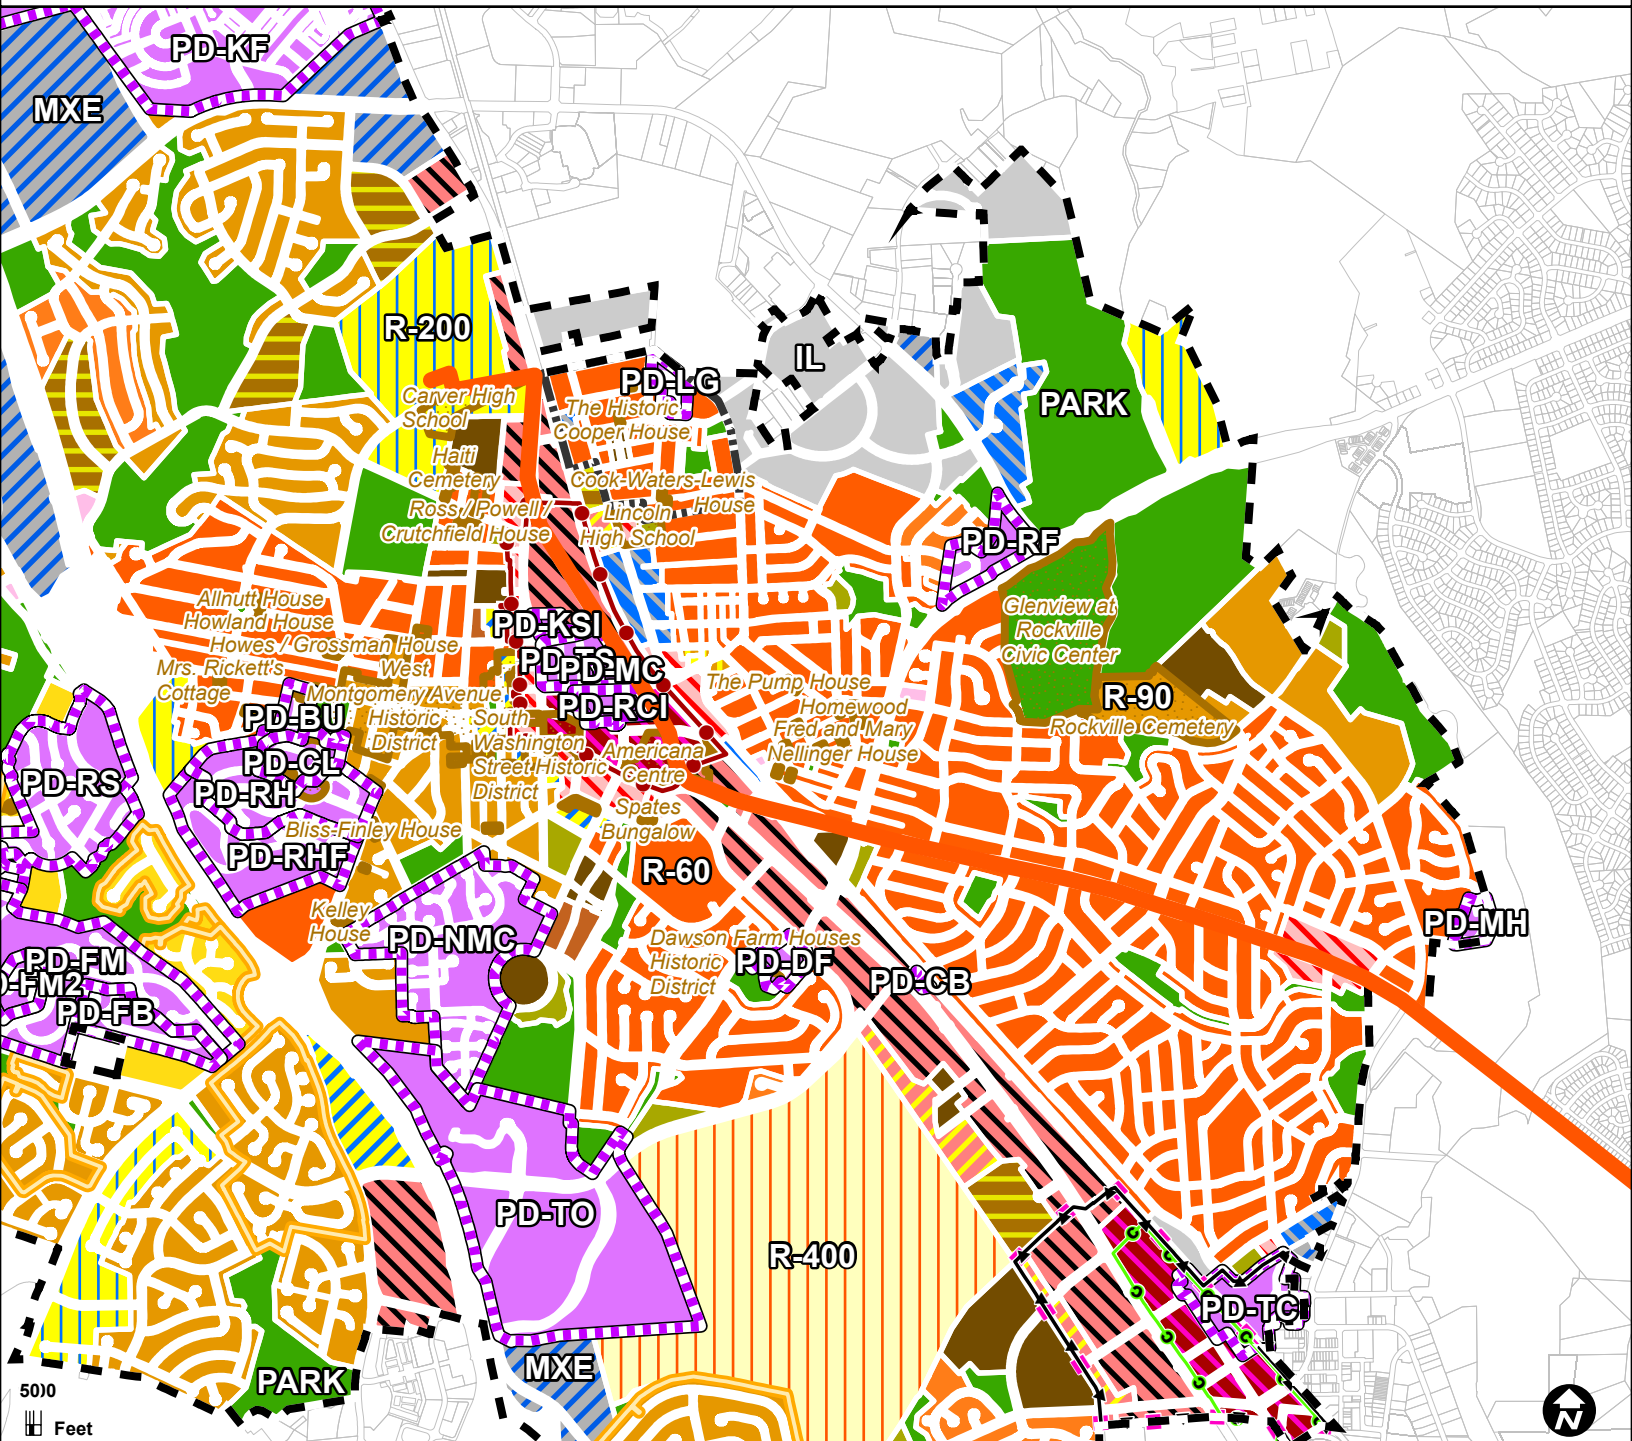 PD-KF
MXE
R-200
IL
PD-LG
PARK
Carver High
School
The Historic
Cooper House
Haiti
Cemetery
Cook-Waters-Lewis
House
Ross / Powell /
Crutchfield House
Lincoln
High School
PD-RF
Allnutt House
Howland House
Howes / Grossman House
Mrs. Rickett's
Cottage
West
Montgomery Avenue
Historic
District
PD-KSI
PD-TS
PD-MC
PD-RCI
Glenview at
Rockville
Civic Center
R-90
Rockville Cemetery
The Pump House
Homewood
Fred and Mary
Nellinger House
PD-BU
PD-CL
PD-RH
PD-RS
South
Washington
Street Historic
District
Americana
Centre
Spates
Bungalow
Bliss-Finley House
PD-RHF
R-60
Kelley
House
PD-NMC
Dawson Farm Houses
Historic
District
PD-DF
PD-CB
PD-MH
PD-FM
-FM2
PD-FB
PD-TO
R-400
PD-TC
MXE
PARK
Feet
N